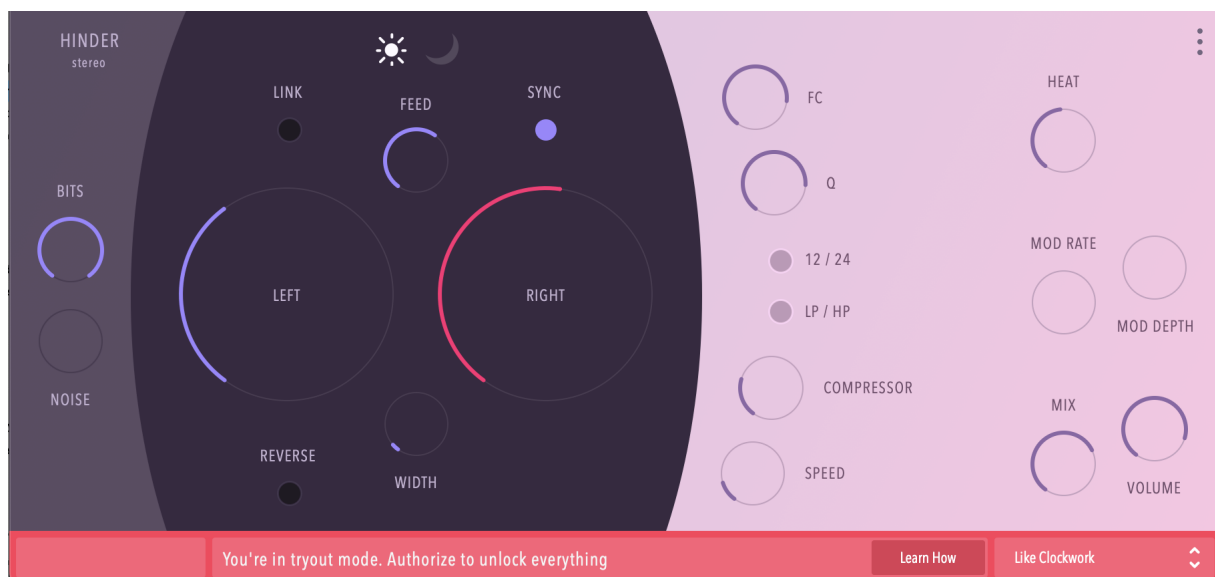 HINDER
stereo
LINK
FEED
SYNC
FC
HEAT
BITS
Q
MOD RATE
12 / 24
LEFT
RIGHT
LP / HP
MOD DEPTH
NOISE
COMPRESSOR
MIX
REVERSE
WIDTH
SPEED
VOLUME
You're in tryout mode. Authorize to unlock everything
Learn How
Like Clockwork